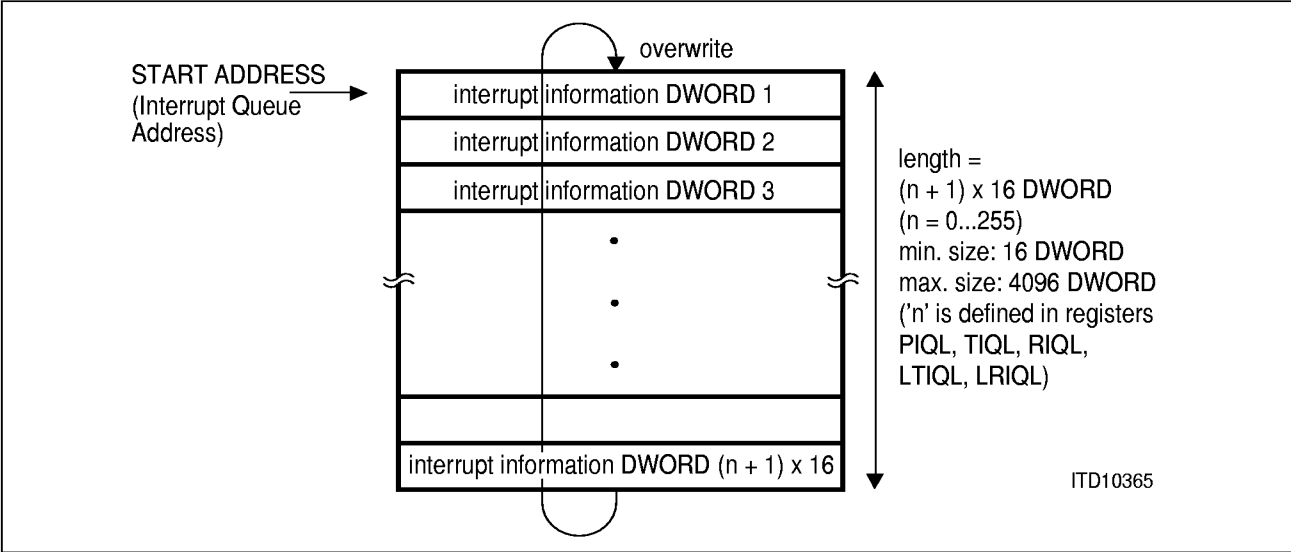 overwrite
START ADDRESS
(Interrupt Queue
Address)
interrupt information DWORD 1
interrupt information DWORD 2
interrupt information DWORD 3
interrupt information DWORD (n + 1) x 16
length =
(n + 1) x 16 DWORD
(n = 0...255)
min. size: 16 DWORD
max. size: 4096 DWORD
('n' is defined in registers
PIQL, TIQL, RIQL,
LTIQL, LRIQL)
ITD10365